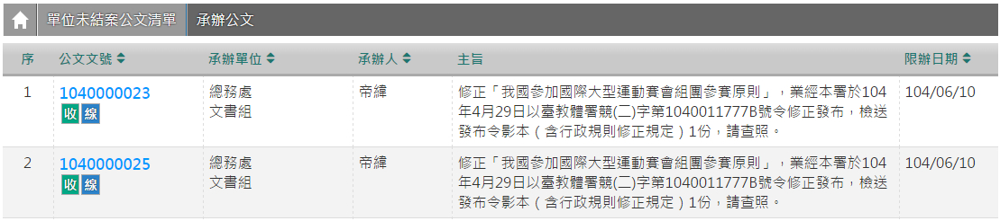 單位未結案公文清單 承辦公文
序 公文文號 承辦單位 承辦人 主旨 限辦日期
1 1040000023 總務處 帝緯 修正「我國參加國際大型運動賽會組團參賽原則」，業經本署於104 104/06/10
收 線 文書組 年4月29日以臺教體署競(二)字第1040011777B號令修正發布，檢送
發布令影本（含行政規則修正規定）1份，請查照。
2 1040000025 總務處 帝緯 修正「我國參加國際大型運動賽會組團參賽原則」，業經本署於104 104/06/10
收 線 文書組 年4月29日以臺教體署競(二)字第1040011777B號令修正發布，檢送
發布令影本（含行政規則修正規定）1份，請查照。